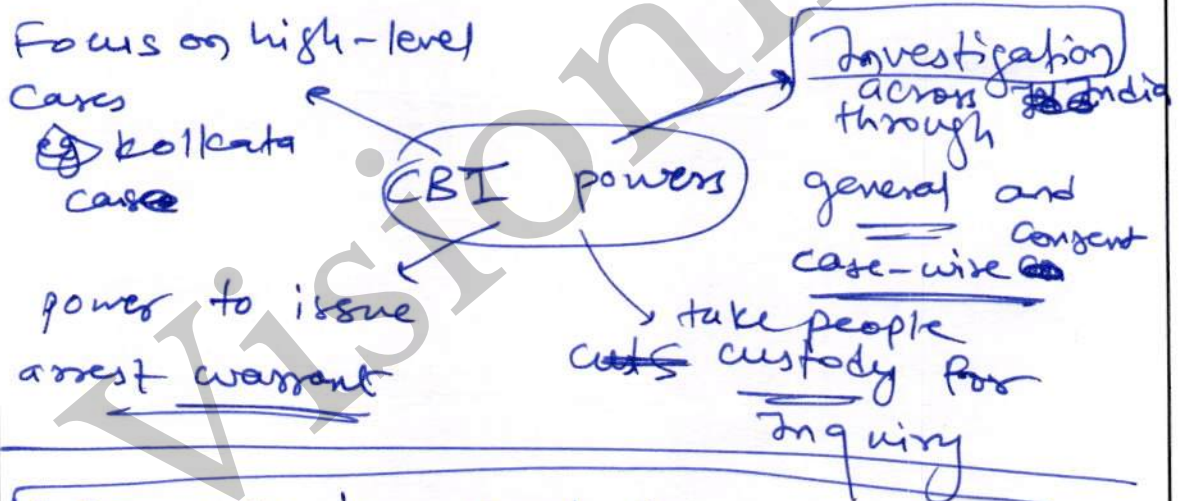 Focus on high-level
Cases
eg kolkata
case
Investigation
across India
through
general and
Consent
case-wise
CBI powers
power to issue
arrest warrant
take people
custody for
Inquiry
Vision